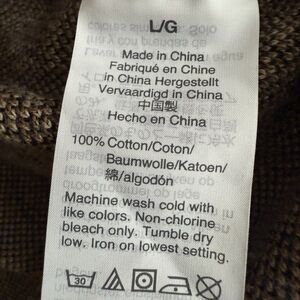 L/G
Made in China
Fabriqué en Chine
in China Hergestellt
Vervaardigd in China
中国製
Hecho en China
100% Cotton/Coton/
Baumwolle/Katoen/
綿/algodón
Machine wash cold with
like colors. Non-chlorine
bleach only. Tumble dry
low. Iron on lowest setting.
30